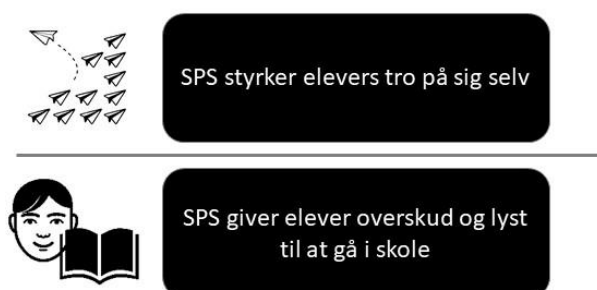 SPS styrker elevers tro på sig selv
SPS giver elever overskud og lyst
til at gå i skole